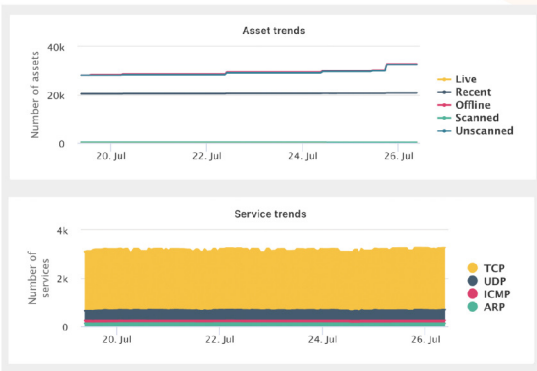 Asset trends
Number of assets
40k
20k
0
20. Jul
22. Jul
24. Jul
26. Jul
Live
Recent
Offline
Scanned
Unscanned
Service trends
Number of
services
4k
2k
0
20. Jul
22. Jul
24. Jul
26. Jul
TCP
UDP
ICMP
ARP